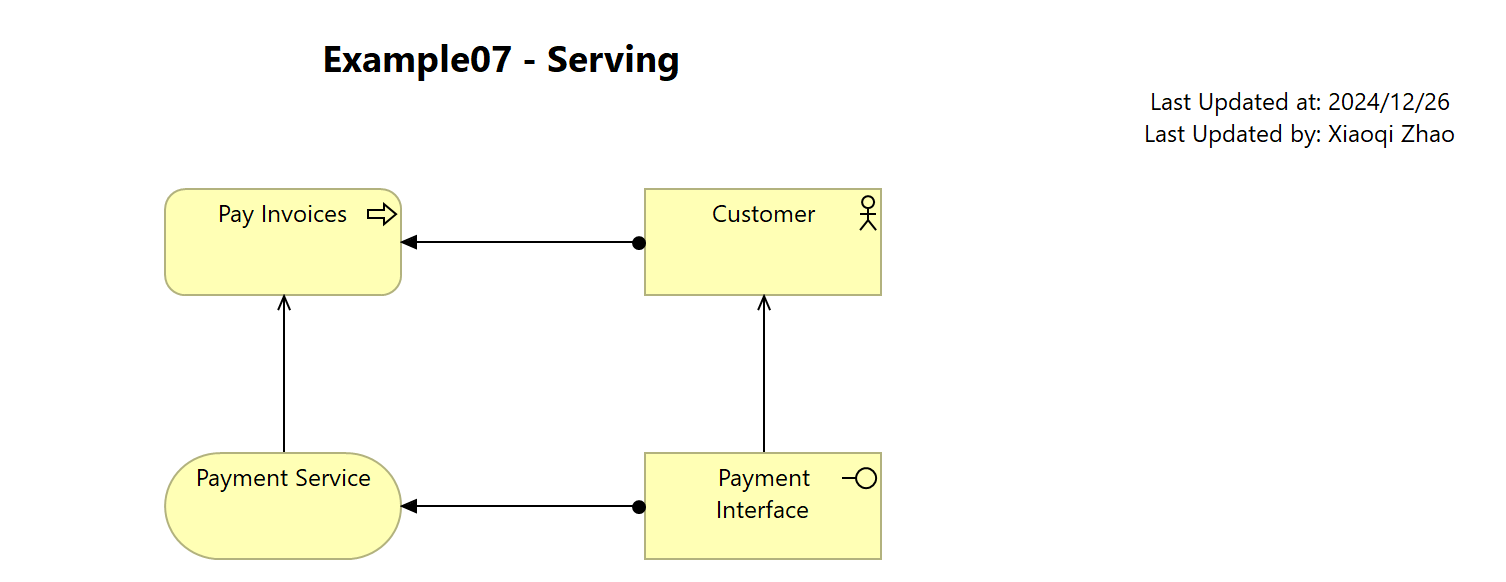 Example07 - Serving
Last Updated at: 2024/12/26
Last Updated by: Xiaoqi Zhao
Pay Invoices
Customer
Payment Service
Payment
Interface